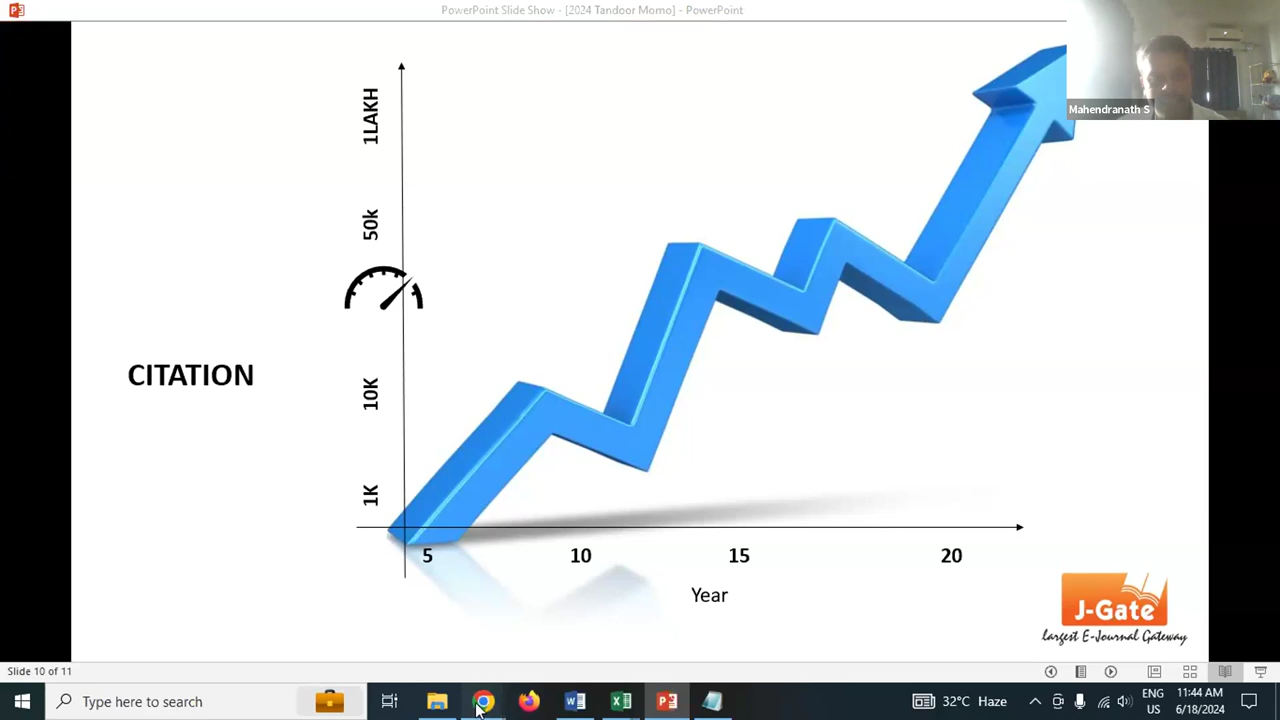 PowerPoint Slide Show - [2024 Tandoor Momo] - PowerPoint
Mahendranath S
1LAKH
50k
10K
1K
CITATION
5 10 15 20
Year
J-Gate
largest E-Journal Gateway
Slide 10 of 11
Type here to search
32°C Haze
ENG
US
11:44 AM
6/18/2024